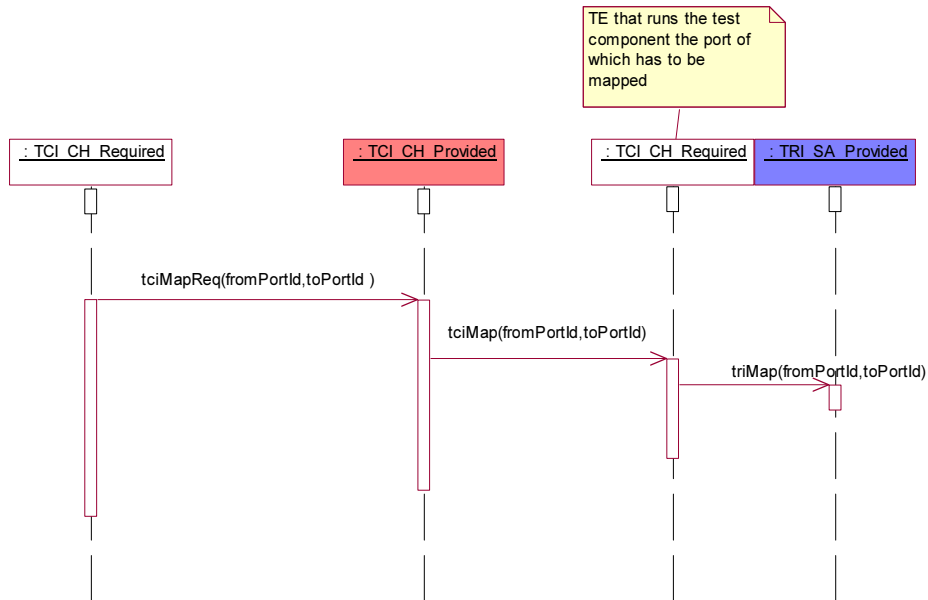 TE that runs the test
component the port of
which has to be
mapped
: TCI_CH_Required
: TCI_CH_Provided
: TCI_CH_Required
: TRI_SA_Provided
tciMapReq(fromPortId,toPortId )
tciMap(fromPortId,toPortId)
triMap(fromPortId,toPortId)